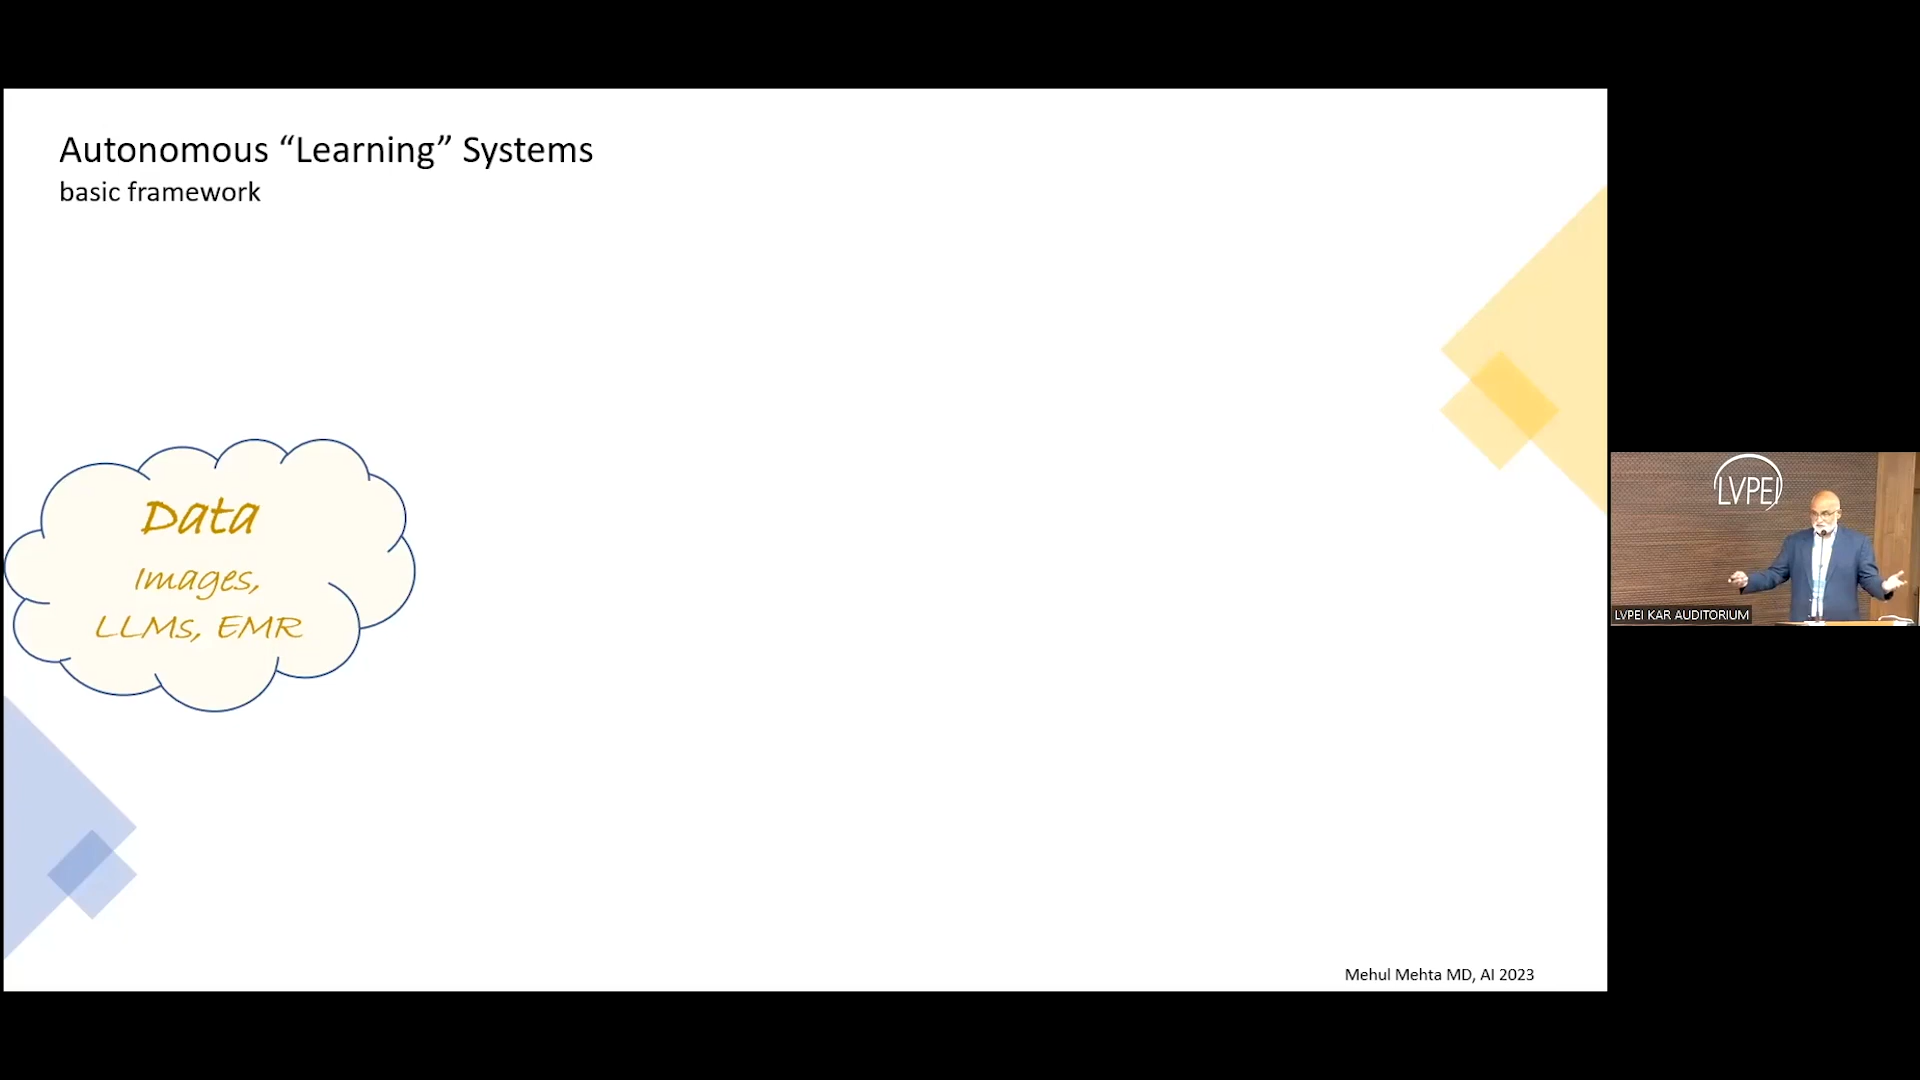 Autonomous “Learning” Systems
basic framework
Data
Images,
LLMs, EMR
Mehul Mehta MD, AI 2023
LVPEI
LVPEI KAR AUDITORIUM